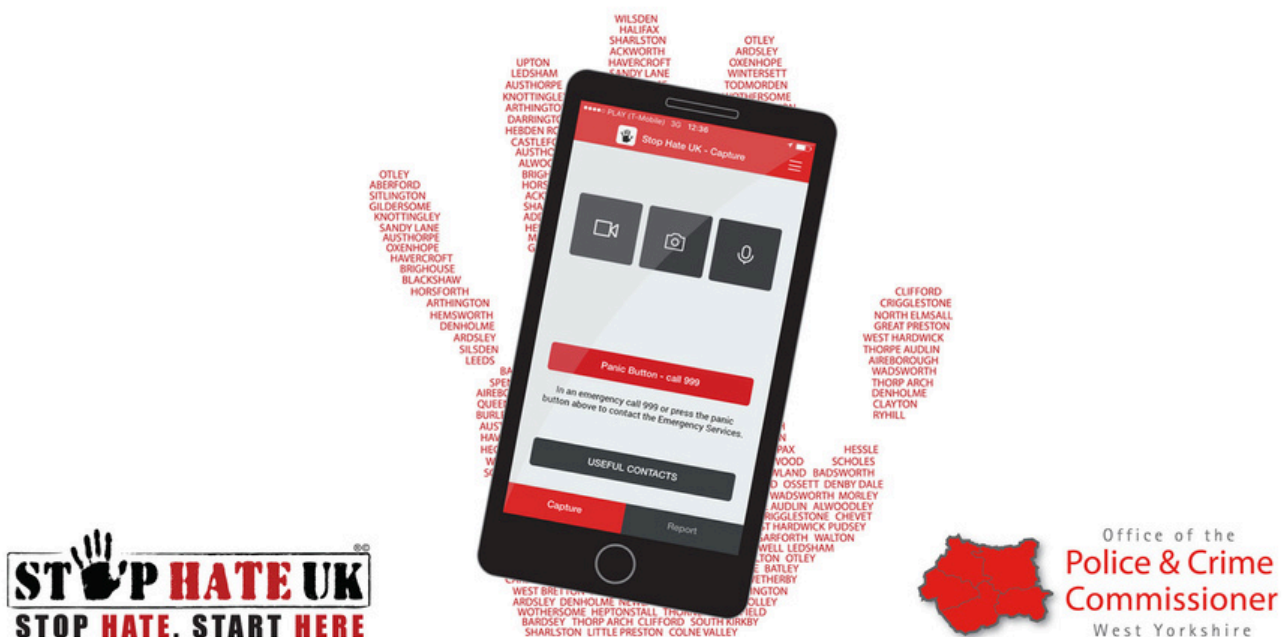 WILSDEN
HALIFAX
SHARLSTON
ACKWORTH
HAVERCROFT
SANDY LANE
OTLEY
ARDSLEY
OXENHOPE
WINTERSETT
TODMORDEN
UPTON
LEDSHAM
AUSTHORPE
OTLEY
ABERFORD
SITLINGTON
GILDERSOME
KNOTTINGLEY
SANDY LANE
AUSTHORPE
OXENHOPE
HAVERCROFT
BRIGHOUSE
BLACKSHAW
HORSFORTH
ARTHINGTON
HEMSWORTH
DENHOLME
ARDSLEY
SILSDEN
LEEDS
PLAY (T-Mobile) 3G 12:36
Stop Hate UK - Capture
Panic Button - call 999
In an emergency call 999 or press the panic
button above to contact the Emergency Services.
USEFUL CONTACTS
Capture
Report
CLIFFORD
CRIGGLESTONE
NORTH ELMSALL
GREAT PRESTON
WEST HARDWICK
THORPE AUDLIN
AIREBOROUGH
WADSWORTH
THORP ARCH
DENHOLME
CLAYTON
RYHILL
HESSLE
SCHOLES
BADSWORTH
OSSETT DENBY DALE
WADSWORTH MORLEY
AUDLIN ALWOODLEY
CHEVET
HARDWICK PUDSEY
WALTON
LEDSHAM
OTLEY
BATLEY
WEST BRETTON
ARDSLEY DENHOLME
WOTHERSOME HEPTONSTALL
BARDSEY THORP ARCH CLIFFORD SOUTH KIRKBY
SHARLSTON LITTLE PRESTON COLNE VALLEY
STOP HATE UK
STOP HATE. START HERE
Office of the
Police & Crime
Commissioner
West Yorkshire